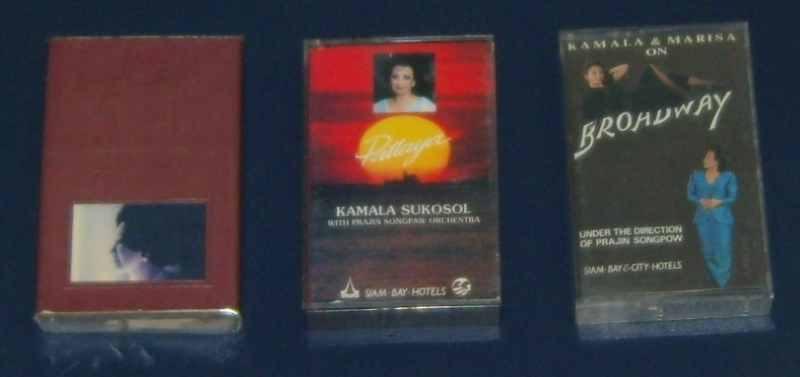 Pattaya
KAMALA SUKOSOL
WITH PRAJIN SONGPAW ORCHESTRA
SIAM · BAY · HOTELS
KAMALA & MARISA
ON
BROADWAY
UNDER THE DIRECTION
OF PRAJIN SONGPOW
SIAM · BAY & CITY · HOTELS